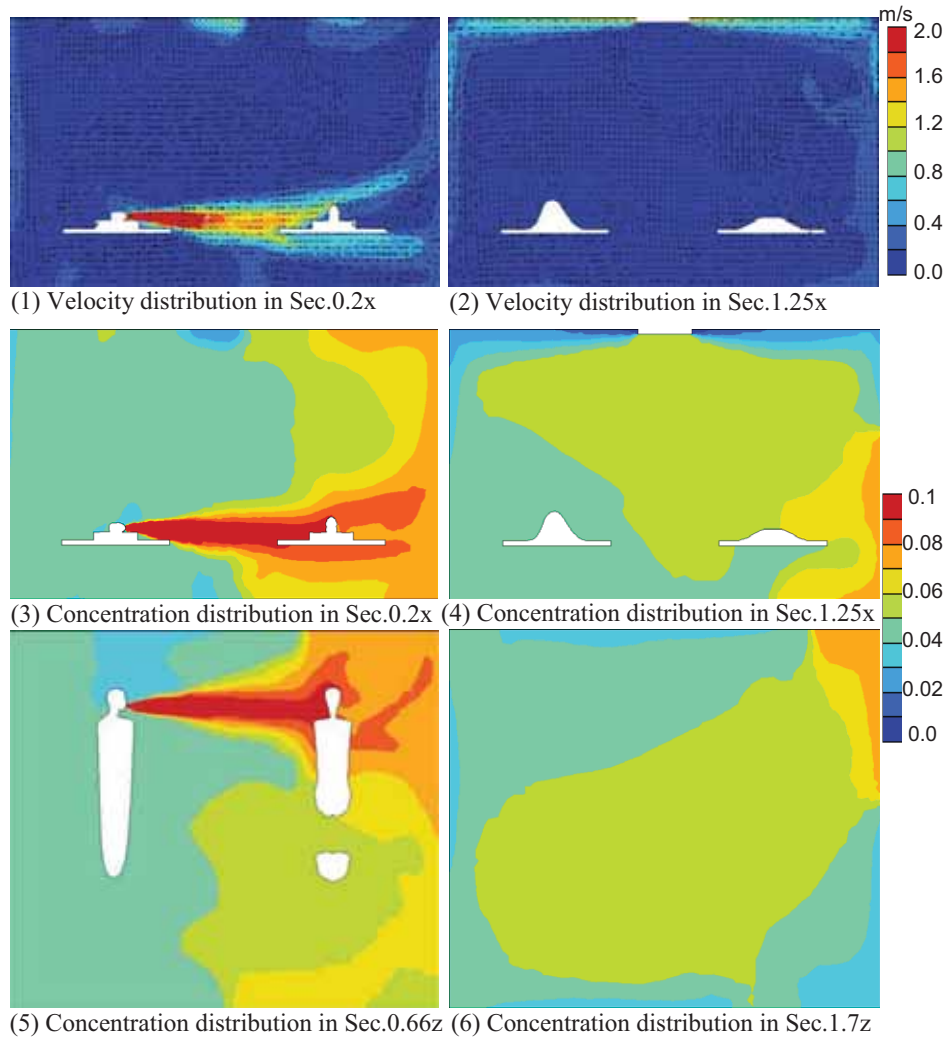 m/s
2.0
1.6
1.2
0.8
0.4
0.0
(1) Velocity distribution in Sec.0.2x
(2) Velocity distribution in Sec.1.25x
0.1
0.08
0.06
0.04
0.02
0.0
(3) Concentration distribution in Sec.0.2x
(4) Concentration distribution in Sec.1.25x
(5) Concentration distribution in Sec.0.66z
(6) Concentration distribution in Sec.1.7z